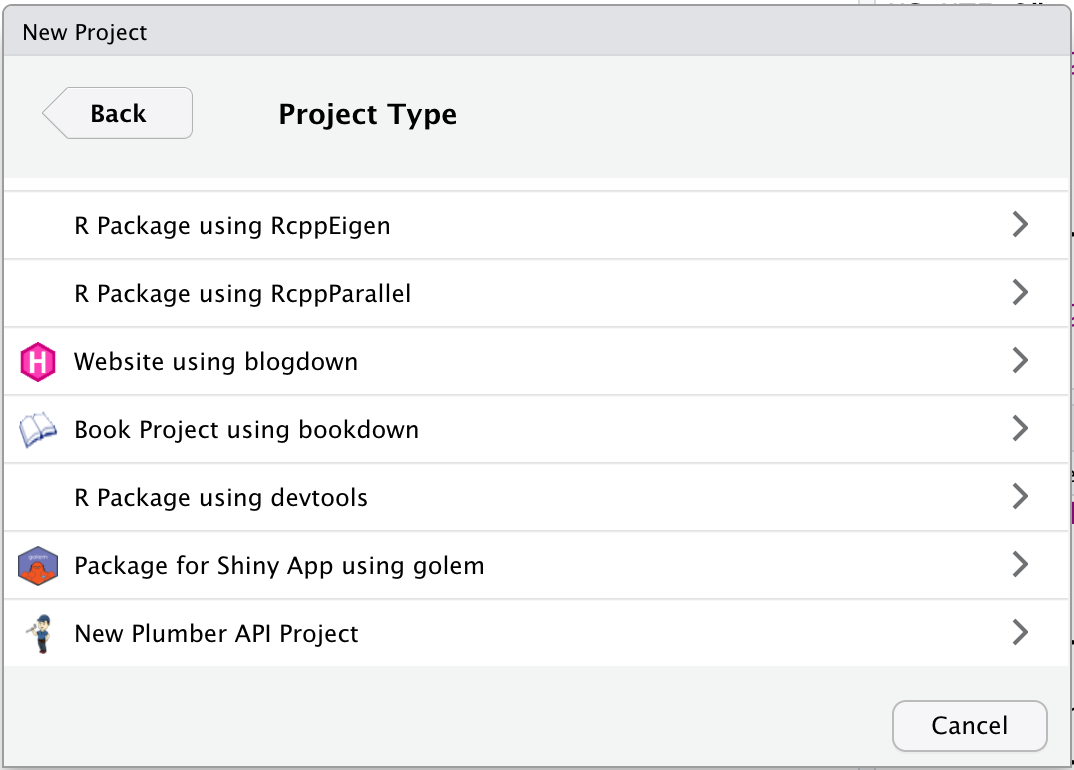 New Project
Back
Project Type
R Package using RcppEigen
R Package using RcppParallel
H
Website using blogdown
Book Project using bookdown
R Package using devtools
golem
Package for Shiny App using golem
New Plumber API Project
Cancel